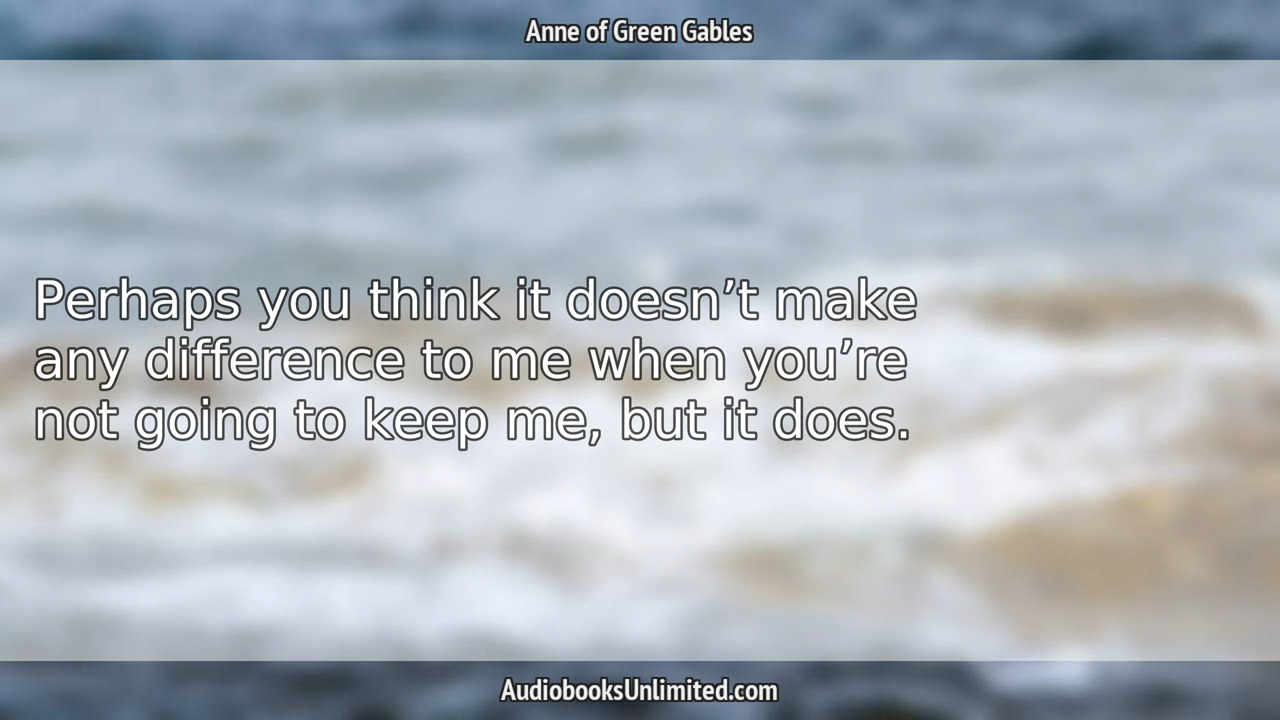 Anne of Green Gables
Perhaps you think it doesn’t make
any difference to me when you’re
not going to keep me, but it does.
AudiobooksUnlimited.com